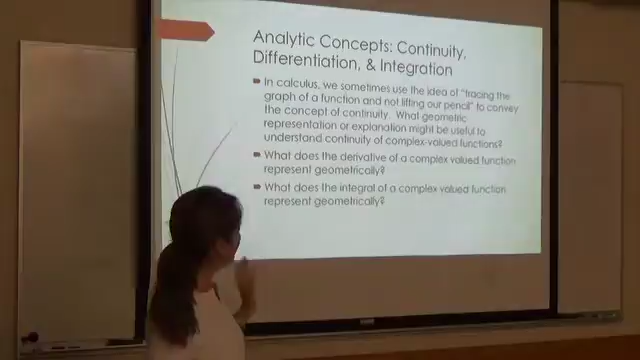 Analytic Concepts: Continuity,
Differentiation, & Integration
In calculus, we sometimes use the idea of "tracing the
graph of a function and not lifting our pencil" to convey
the concept of continuity. What geometric
representation or explanation might be useful to
understand continuity of complex-valued functions?
What does the derivative of a complex valued function
represent geometrically?
What does the integral of a complex valued function
represent geometrically?